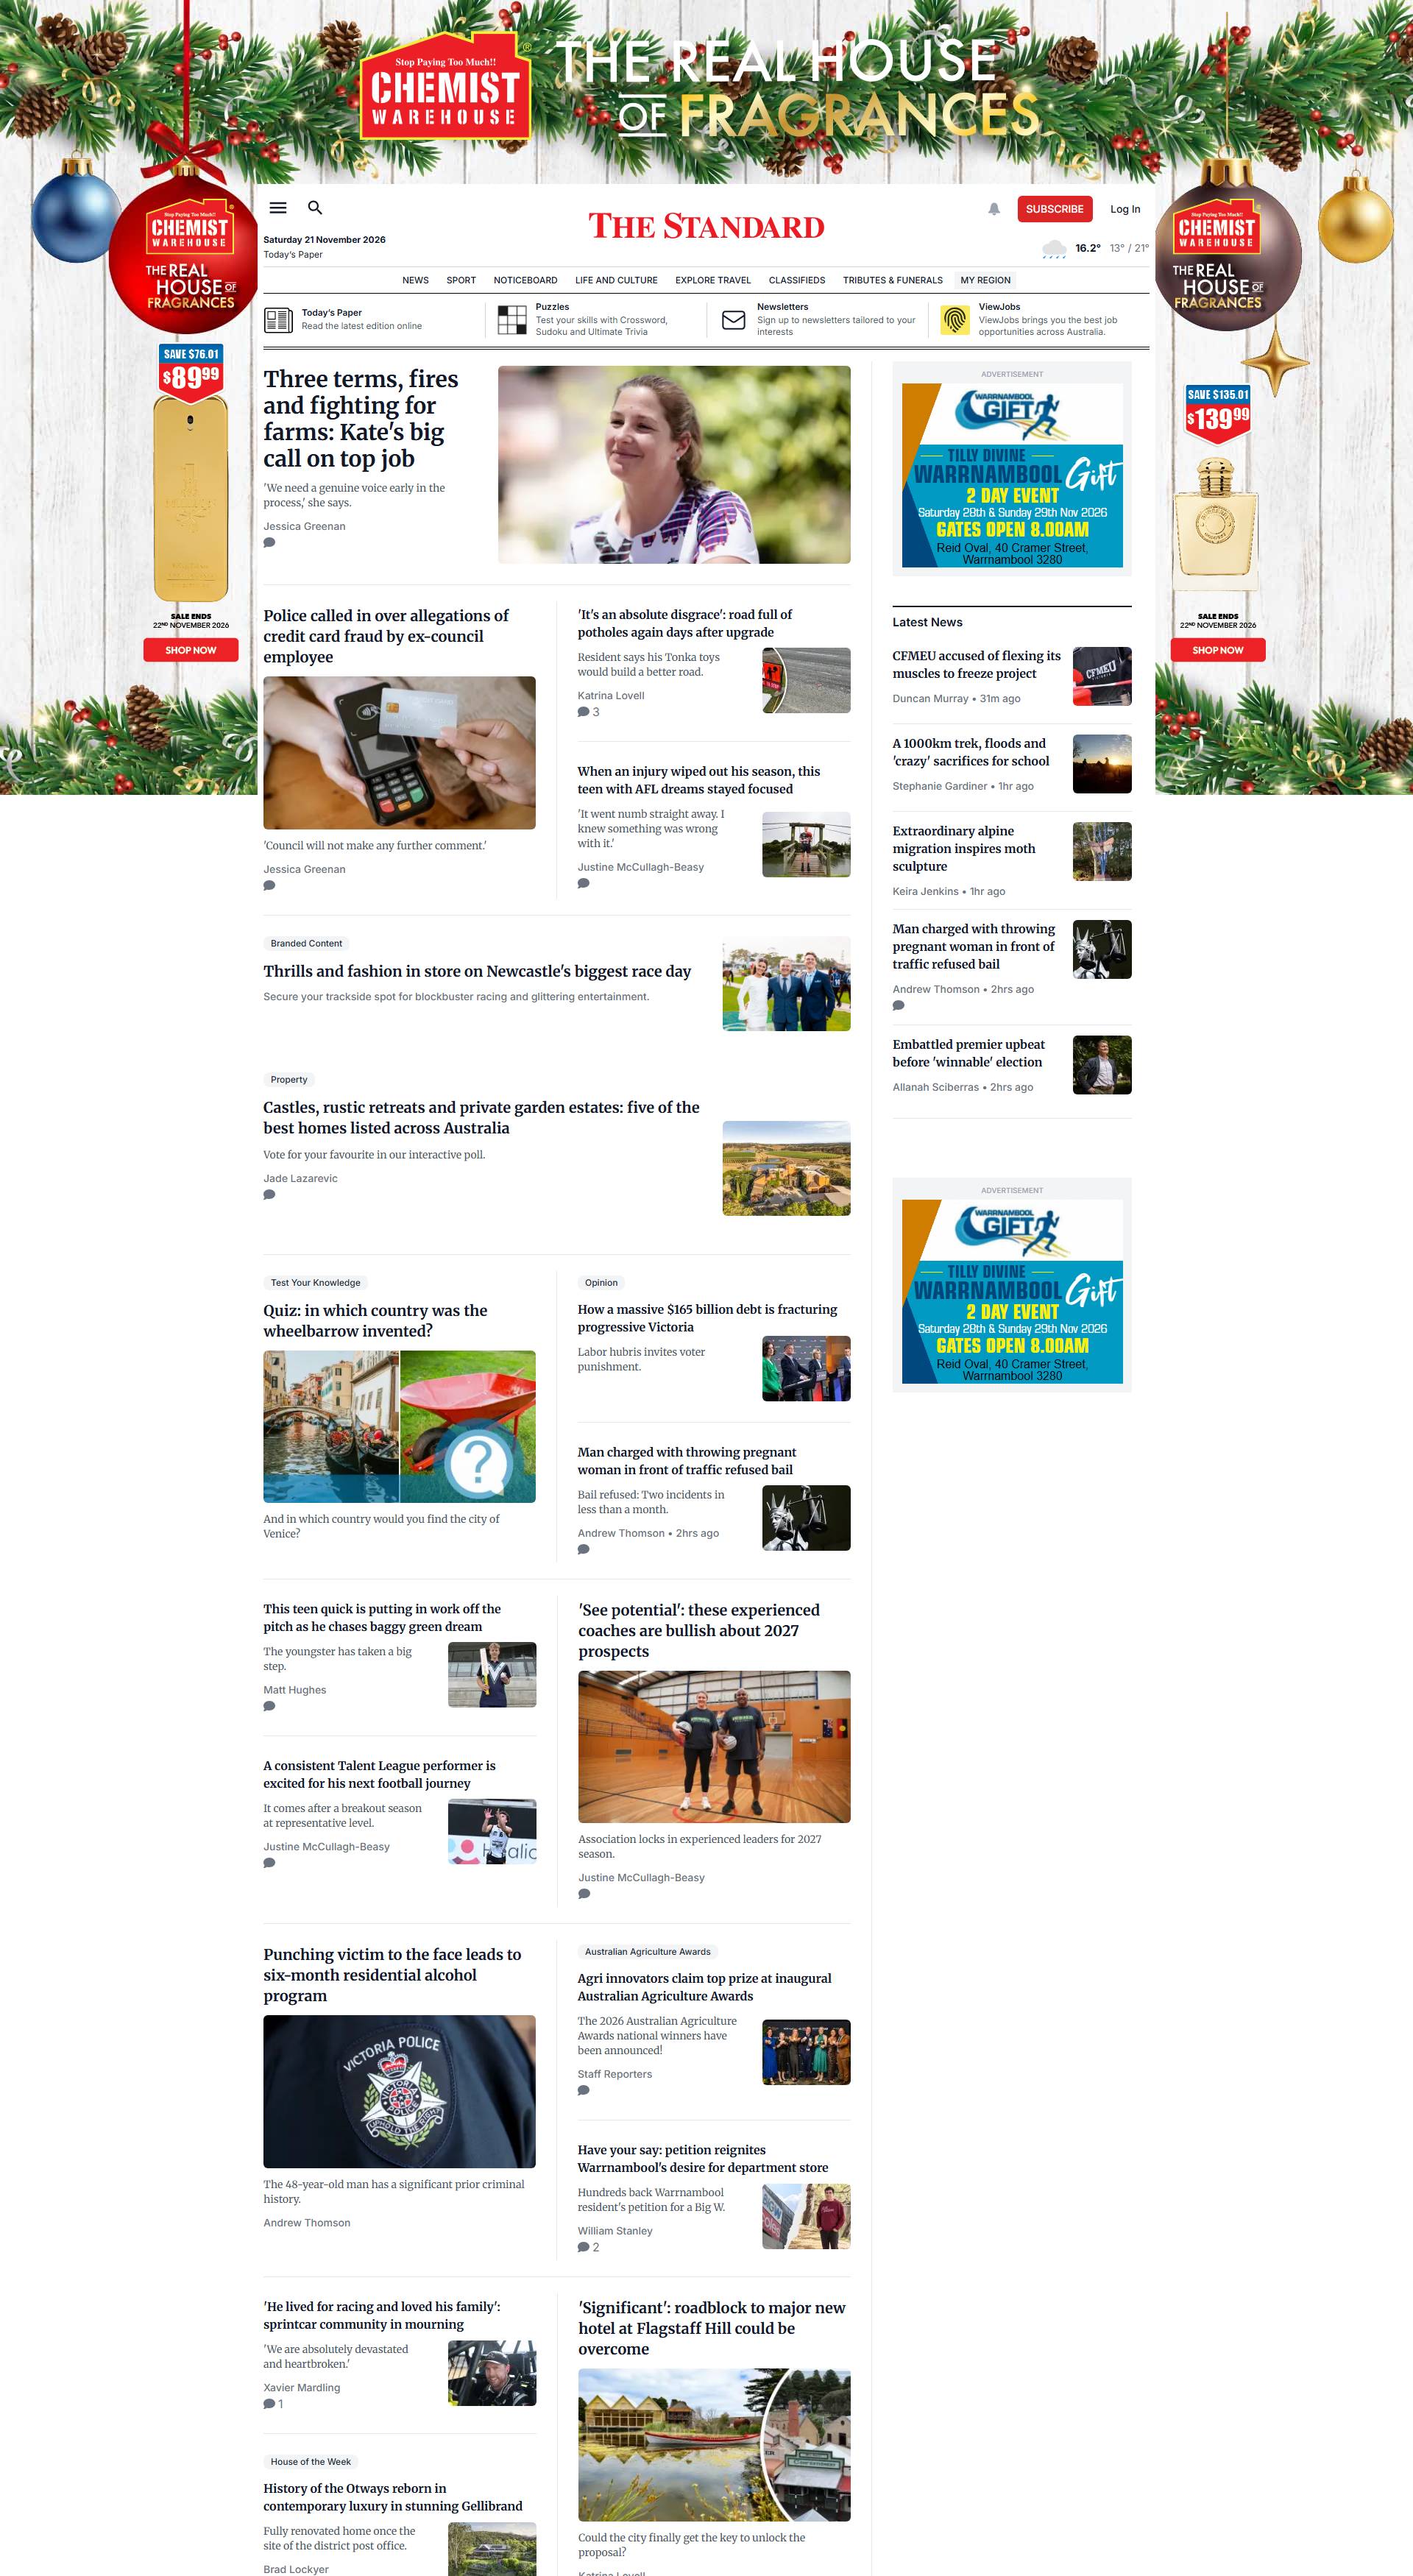 Stop Paying Too Much!!
CHEMIST
WAREHOUSE
THE REAL HOUSE
OF FRAGRANCES
Stop Paying Too Much!!
CHEMIST
WAREHOUSE
THE REAL
HOUSE OF
FRAGRANCES
SAVE $76.01
$89.99
SALE ENDS
22ND NOVEMBER 2026
SHOP NOW
Stop Paying Too Much!!
CHEMIST
WAREHOUSE
THE REAL
HOUSE OF
FRAGRANCES
SAVE $135.01
$139.99
SALE ENDS
22ND NOVEMBER 2026
SHOP NOW
THE STANDARD
SUBSCRIBE
Log In
Saturday 21 November 2026
Today's Paper
16.2° 13° / 21°
NEWS SPORT NOTICEBOARD LIFE AND CULTURE EXPLORE TRAVEL CLASSIFIEDS TRIBUTES & FUNERALS MY REGION
Today's Paper
Read the latest edition online
Puzzles
Test your skills with Crossword,
Sudoku and Ultimate Trivia
Newsletters
Sign up to newsletters tailored to your
interests
ViewJobs
ViewJobs brings you the best job
opportunities across Australia.
Three terms, fires
and fighting for
farms: Kate's big
call on top job
'We need a genuine voice early in the
process,' she says.
Jessica Greenan
Police called in over allegations of
credit card fraud by ex-council
employee
'Council will not make any further comment.'
Jessica Greenan
'It's an absolute disgrace': road full of
potholes again days after upgrade
Resident says his Tonka toys
would build a better road.
Katrina Lovell
3
When an injury wiped out his season, this
teen with AFL dreams stayed focused
'It went numb straight away. I
knew something was wrong
with it.'
Justine McCullagh-Beasy
Branded Content
Thrills and fashion in store on Newcastle's biggest race day
Secure your trackside spot for blockbuster racing and glittering entertainment.
Property
Castles, rustic retreats and private garden estates: five of the
best homes listed across Australia
Vote for your favourite in our interactive poll.
Jade Lazarevic
Test Your Knowledge
Quiz: in which country was the
wheelbarrow invented?
?
And in which country would you find the city of
Venice?
Opinion
How a massive $165 billion debt is fracturing
progressive Victoria
Labor hubris invites voter
punishment.
Man charged with throwing pregnant
woman in front of traffic refused bail
Bail refused: Two incidents in
less than a month.
Andrew Thomson • 2hrs ago
This teen quick is putting in work off the
pitch as he chases baggy green dream
The youngster has taken a big
step.
Matt Hughes
A consistent Talent League performer is
excited for his next football journey
It comes after a breakout season
at representative level.
Justine McCullagh-Beasy
'See potential': these experienced
coaches are bullish about 2027
prospects
Association locks in experienced leaders for 2027
season.
Justine McCullagh-Beasy
Punching victim to the face leads to
six-month residential alcohol
program
VICTORIA POLICE
VICTORIA
POLICE
UPHOLD THE RIGHT
The 48-year-old man has a significant prior criminal
history.
Andrew Thomson
Australian Agriculture Awards
Agri innovators claim top prize at inaugural
Australian Agriculture Awards
The 2026 Australian Agriculture
Awards national winners have
been announced!
Staff Reporters
Have your say: petition reignites
Warrnambool's desire for department store
Hundreds back Warrnambool
resident's petition for a Big W.
William Stanley
2
'He lived for racing and loved his family':
sprintcar community in mourning
'We are absolutely devastated
and heartbroken.'
Xavier Mardling
1
House of the Week
History of the Otways reborn in
contemporary luxury in stunning Gellibrand
Fully renovated home once the
site of the district post office.
Brad Lockyer
'Significant': roadblock to major new
hotel at Flagstaff Hill could be
overcome
Could the city finally get the key to unlock the
proposal?
Katrina Lovell
ADVERTISEMENT
WARRNAMBOOL
GIFT
TILLY DIVINE
WARRNAMBOOL Gift
2 DAY EVENT
Saturday 28th & Sunday 29th Nov 2026
GATES OPEN 8.00AM
Reid Oval, 40 Cramer Street,
Warrnambool 3280
Latest News
CFMEU accused of flexing its
muscles to freeze project
Duncan Murray • 31m ago
CFMEU
A 1000km trek, floods and
'crazy' sacrifices for school
Stephanie Gardiner • 1hr ago
Extraordinary alpine
migration inspires moth
sculpture
Keira Jenkins • 1hr ago
Man charged with throwing
pregnant woman in front of
traffic refused bail
Andrew Thomson • 2hrs ago
Embattled premier upbeat
before 'winnable' election
Allanah Sciberras • 2hrs ago
ADVERTISEMENT
WARRNAMBOOL
GIFT
TILLY DIVINE
WARRNAMBOOL Gift
2 DAY EVENT
Saturday 28th & Sunday 29th Nov 2026
GATES OPEN 8.00AM
Reid Oval, 40 Cramer Street,
Warrnambool 3280